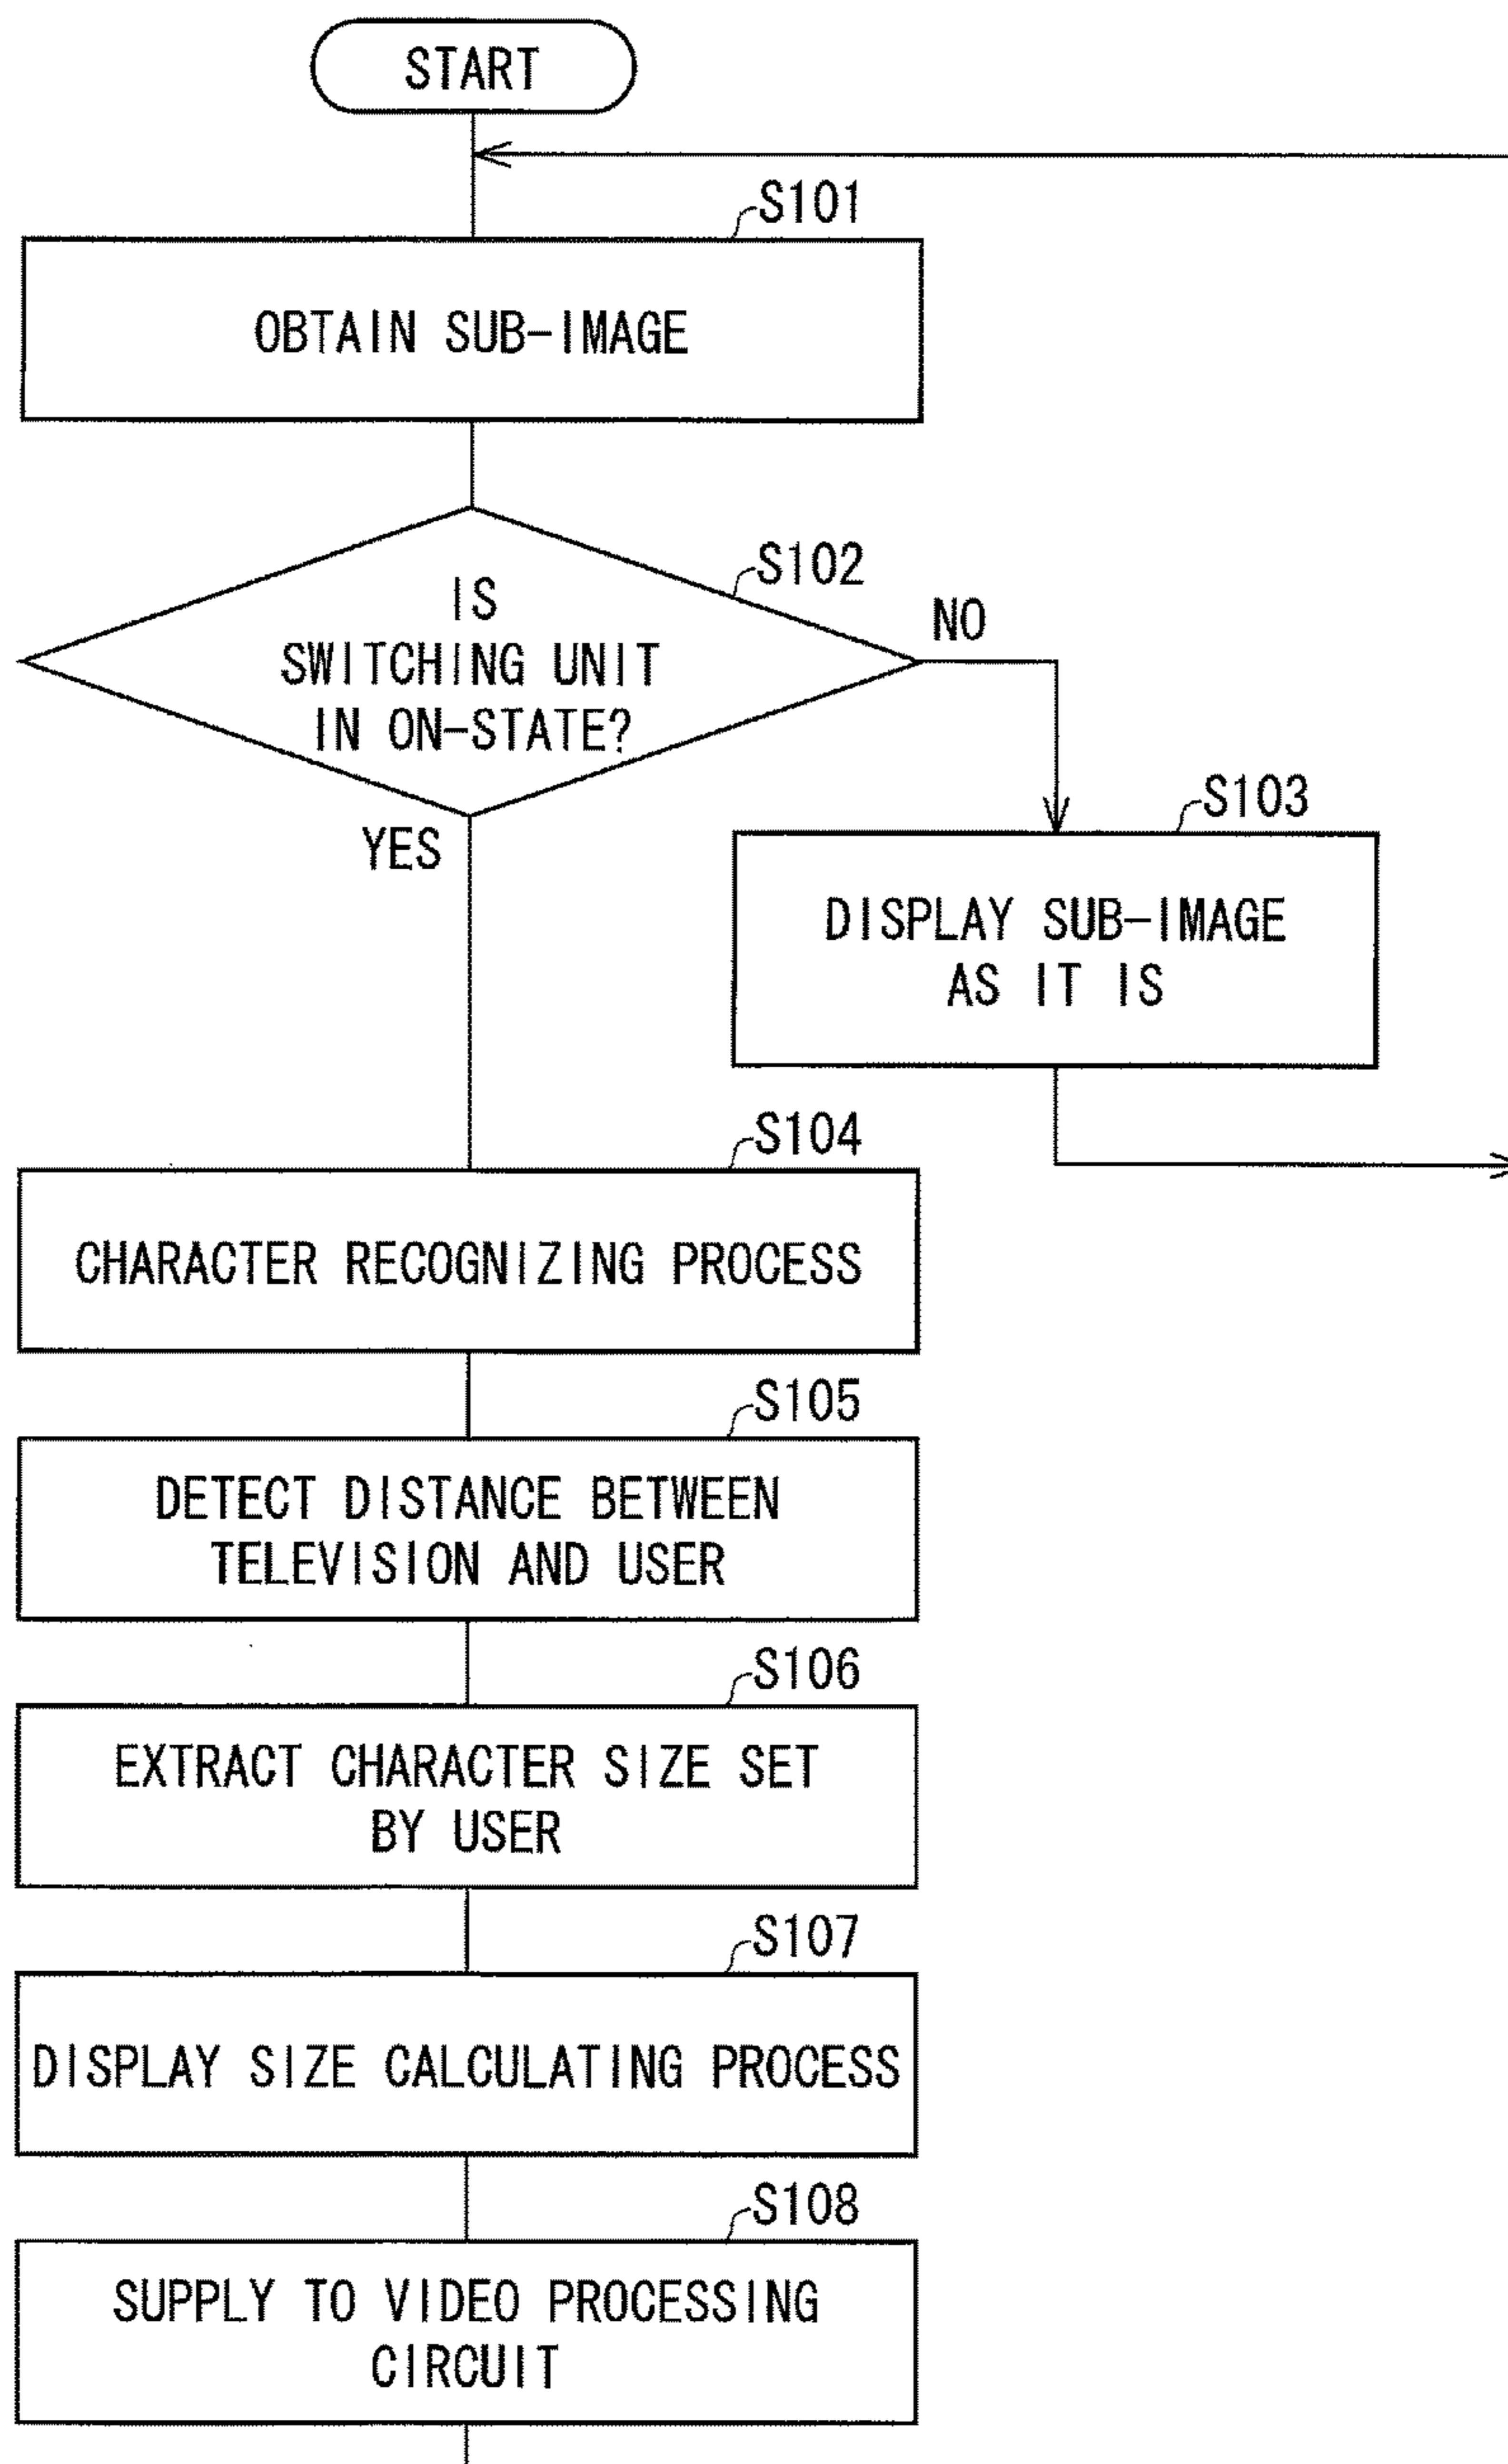 START
S101
OBTAIN SUB-IMAGE
S102
IS
SWITCHING UNIT
IN ON-STATE?
NO
YES
S103
DISPLAY SUB-IMAGE
AS IT IS
S104
CHARACTER RECOGNIZING PROCESS
S105
DETECT DISTANCE BETWEEN
TELEVISION AND USER
S106
EXTRACT CHARACTER SIZE SET
BY USER
S107
DISPLAY SIZE CALCULATING PROCESS
S108
SUPPLY TO VIDEO PROCESSING
CIRCUIT